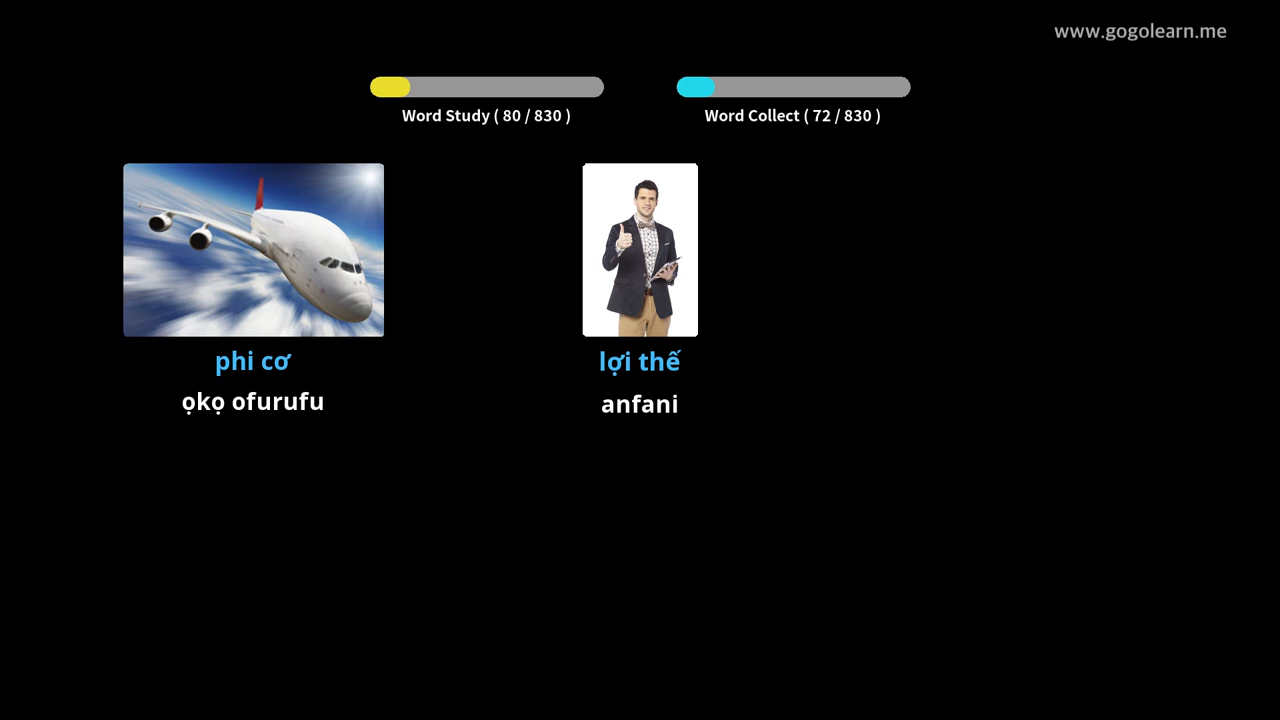 www.gogolearn.me
Word Study ( 80 / 830 )
Word Collect ( 72 / 830 )
phi cơ
ọkọ ofurufu
lợi thế
anfani